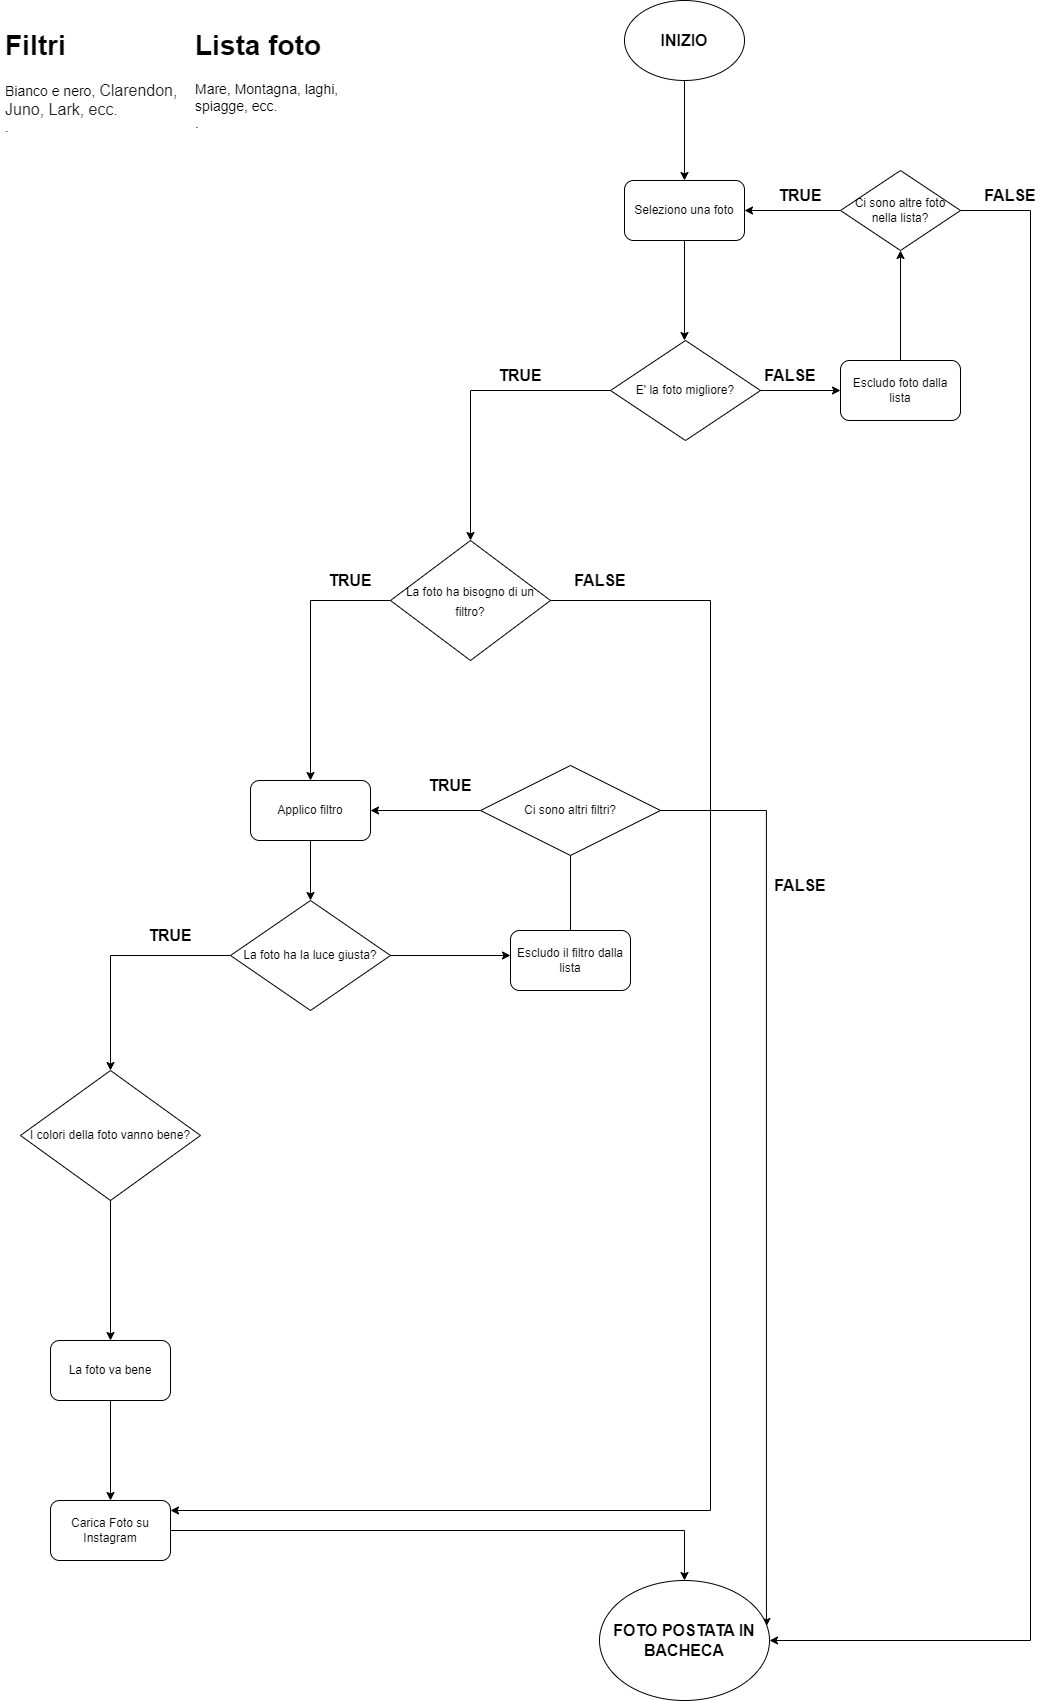 Filtri
Bianco e nero, Clarendon,
Juno, Lark, ecc.
.
Lista foto
Mare, Montagna, laghi,
spiagge, ecc.
.
INIZIO
Seleziono una foto
TRUE
Ci sono altre foto
nella lista?
FALSE
TRUE
E' la foto migliore?
FALSE
Escludo foto dalla
lista
TRUE
La foto ha bisogno di un
filtro?
FALSE
Applico filtro
TRUE
Ci sono altri filtri?
FALSE
TRUE
La foto ha la luce giusta?
Escludo il filtro dalla
lista
I colori della foto vanno bene?
La foto va bene
Carica Foto su
Instagram
FOTO POSTATA IN
BACHECA